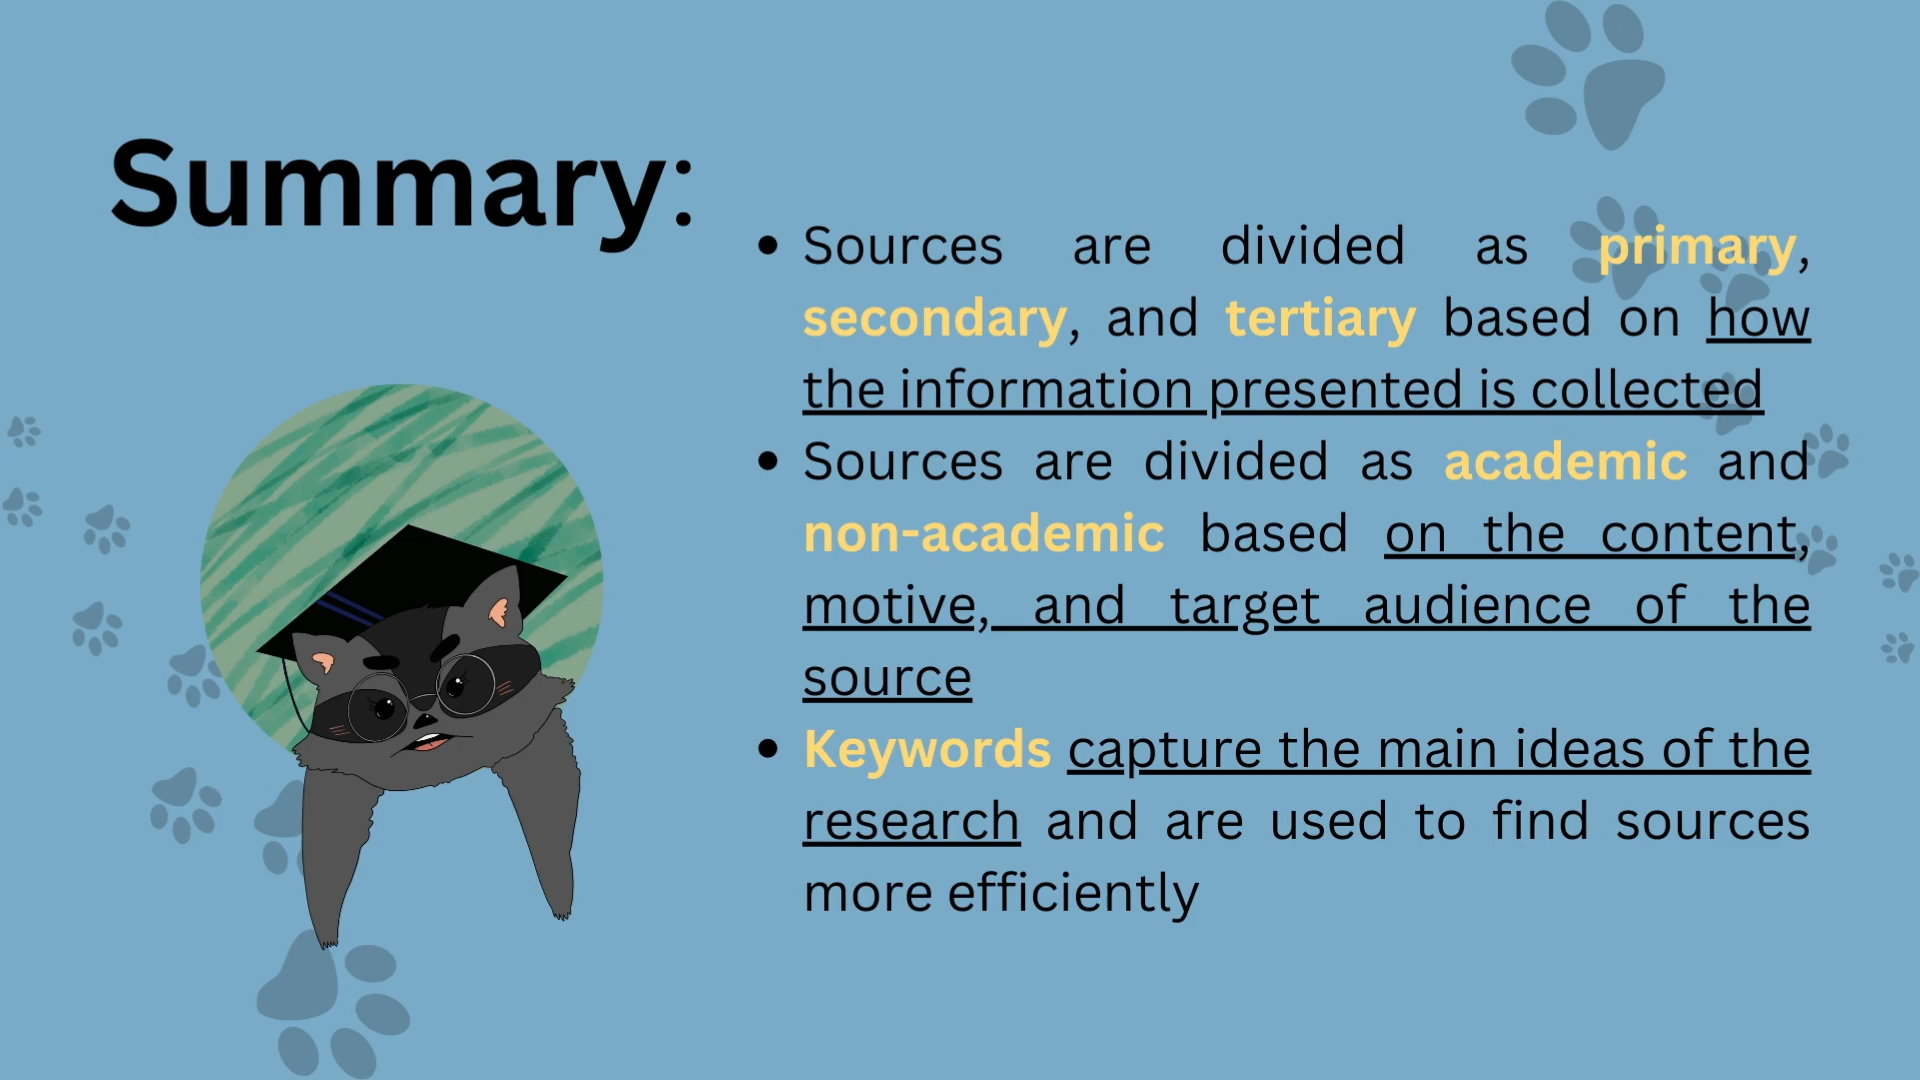 Summary:
• Sources are divided as primary,
secondary, and tertiary based on how
the information presented is collected
• Sources are divided as academic and
non-academic based on the content,
motive, and target audience of the
source
• Keywords capture the main ideas of the
research and are used to find sources
more efficiently